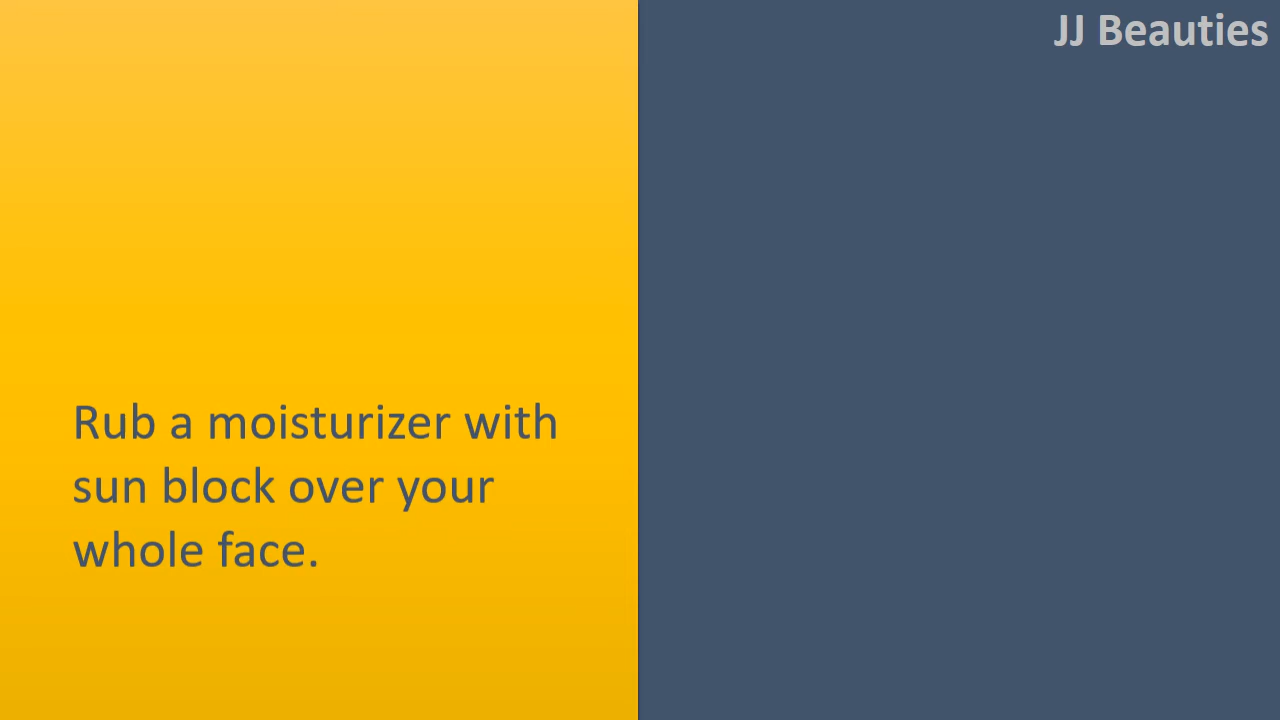 JJ Beauties
Rub a moisturizer with
sun block over your
whole face.